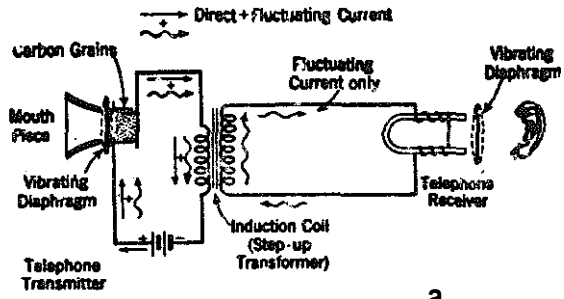 Direct + Fluctuating Current
+
Carbon Grains
+
Fluctuating
Current only
Vibrating
Diaphragm
Mouth
Piece
+
Vibrating
Diaphragm
+
Telephone
Receiver
+ −
Induction Coil
(Step-up
Transformer)
Telephone
Transmitter
a